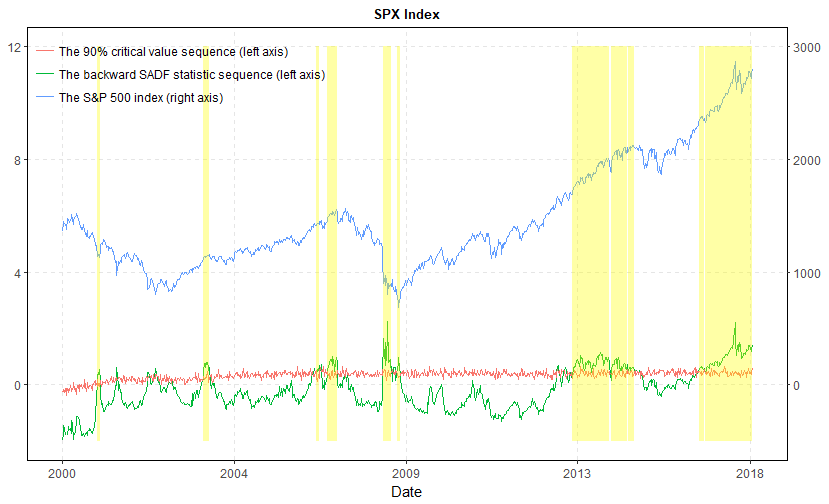 SPX Index
The 90% critical value sequence (left axis)
The backward SADF statistic sequence (left axis)
The S&P 500 index (right axis)
12
8
4
0
3000
2000
1000
0
2000 2004 2009 2013 2018
Date